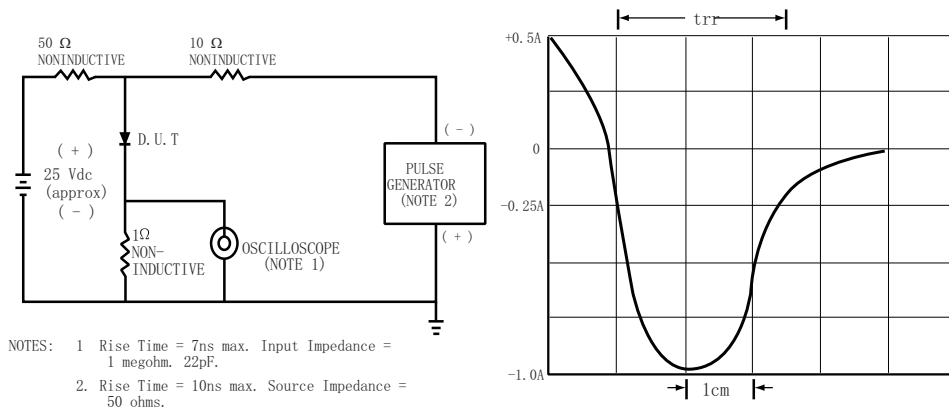 50 Ω
NONINDUCTIVE
10 Ω
NONINDUCTIVE
D.U.T
( + )
25 Vdc
(approx)
( − )
1Ω
NON-
INDUCTIVE
OSCILLOSCOPE
(NOTE 1)
( − )
PULSE
GENERATOR
(NOTE 2)
( + )
NOTES: 1 Rise Time = 7ns max. Input Impedance =
1 megohm. 22pF.
2. Rise Time = 10ns max. Source Impedance =
50 ohms.
trr
+0.5A
0
-0.25A
-1.0A
1cm